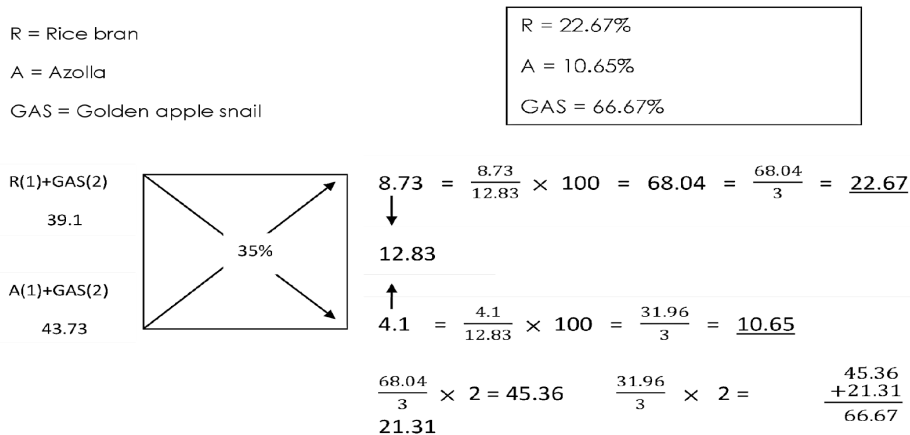 R = Rice bran
A = Azolla
GAS = Golden apple snail
R = 22.67%
A = 10.65%
GAS = 66.67%
R(1)+GAS(2)
39.1
A(1)+GAS(2)
43.73
35%
8.73 = 8.73/12.83 × 100 = 68.04 = 68.04/3 = 22.67
12.83
4.1 = 4.1/12.83 × 100 = 31.96/3 = 10.65
68.04/3 × 2 = 45.36 31.96/3 × 2 =
21.31
45.36
+21.31
66.67